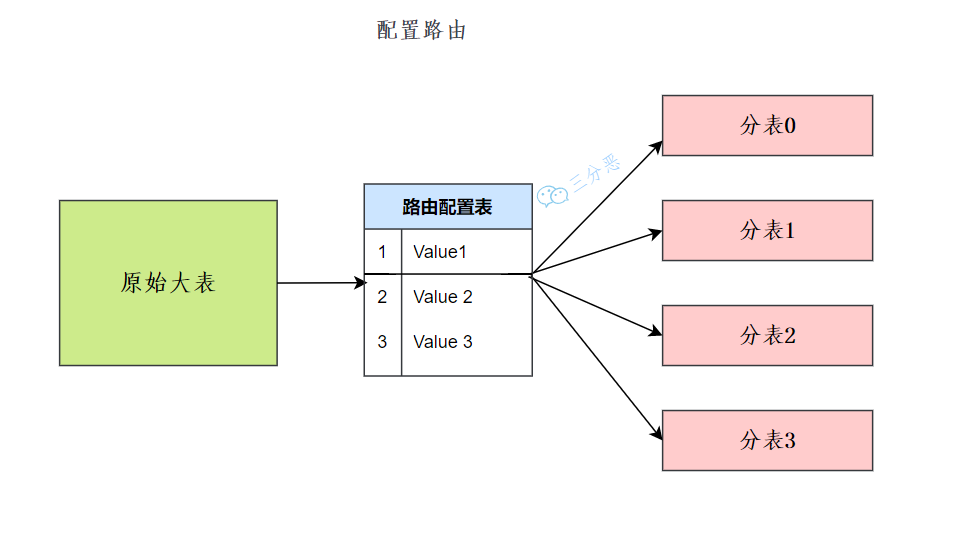 配置路由
原始大表
路由配置表
1 Value1
2 Value 2
3 Value 3
三分恶
分表0
分表1
分表2
分表3